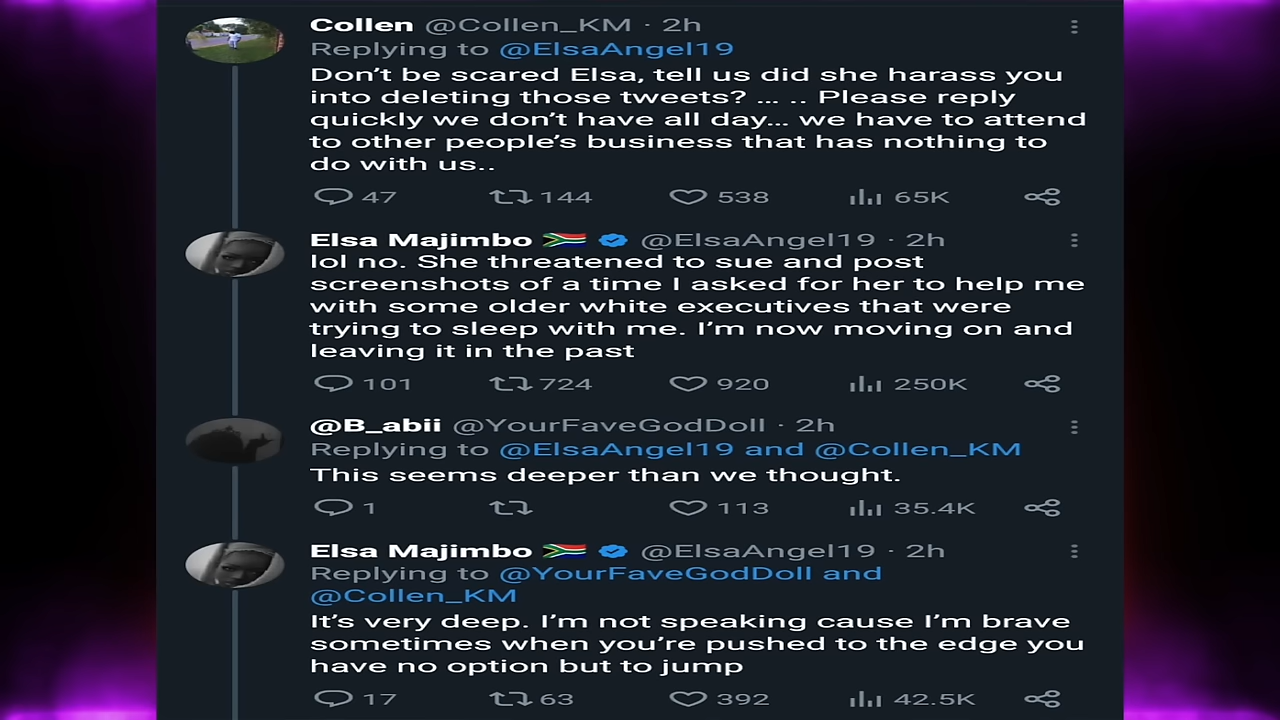 Collen @Collen_KM · 2h
Replying to @ElsaAngel19
Don't be scared Elsa, tell us did she harass you
into deleting those tweets? ... .. Please reply
quickly we don't have all day... we have to attend
to other people's business that has nothing to
do with us..
47 144 538 65K
Elsa Majimbo 🇿🇦 @ElsaAngel19 · 2h
lol no. She threatened to sue and post
screenshots of a time I asked for her to help me
with some older white executives that were
trying to sleep with me. I'm now moving on and
leaving it in the past
101 724 920 250K
@B_abii @YourFaveGodDoll · 2h
Replying to @ElsaAngel19 and @Collen_KM
This seems deeper than we thought.
1 113 35.4K
Elsa Majimbo 🇿🇦 @ElsaAngel19 · 2h
Replying to @YourFaveGodDoll and
@Collen_KM
It's very deep. I'm not speaking cause I'm brave
sometimes when you're pushed to the edge you
have no option but to jump
17 63 392 42.5K